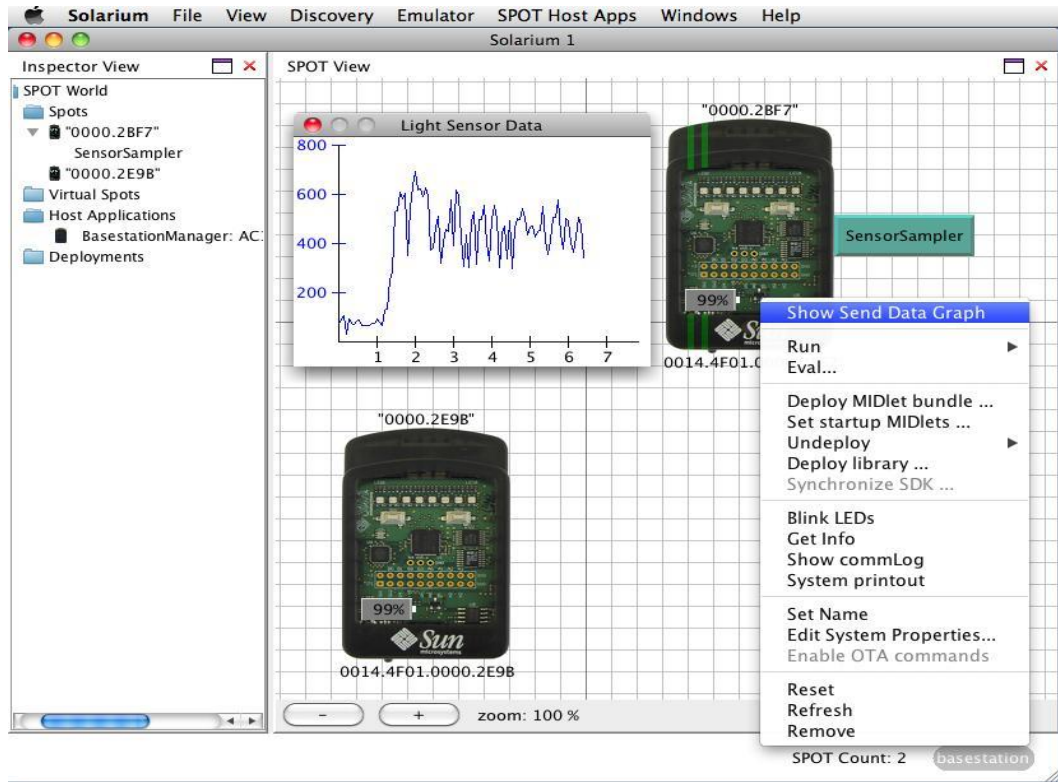 Solarium File View Discovery Emulator SPOT Host Apps Windows Help
Solarium 1
Inspector View
SPOT World
Spots
"0000.2BF7"
SensorSampler
"0000.2E9B"
Virtual Spots
Host Applications
BasestationManager: AC:
Deployments
SPOT View
Light Sensor Data
800
600
400
200
1 2 3 4 5 6 7
"0000.2BF7"
99%
0014.4F01.0
SensorSampler
"0000.2E9B"
99%
Sun
microsystems
0014.4F01.0000.2E9B
Show Send Data Graph
Run
Eval...
Deploy MIDlet bundle ...
Set startup MIDlets ...
Undeploy
Deploy library ...
Synchronize SDK ...
Blink LEDs
Get Info
Show commLog
System printout
Set Name
Edit System Properties...
Enable OTA commands
Reset
Refresh
Remove
- + zoom: 100 %
SPOT Count: 2 basestation